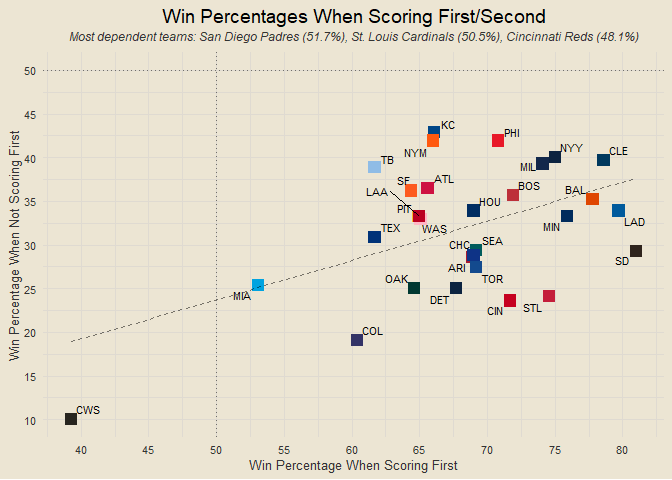 Win Percentages When Scoring First/Second
Most dependent teams: San Diego Padres (51.7%), St. Louis Cardinals (50.5%), Cincinnati Reds (48.1%)
Win Percentage When Not Scoring First
50
45
40
35
30
25
20
15
10
KC
NYM
PHI
NYY
MIL
CLE
TB
SF
ATL
LAA
BOS
BAL
PIT
WAS
HOU
MIN
LAD
TEX
CHC
SEA
SD
ARI
TOR
MIA
OAK
DET
CIN
STL
COL
CWS
40 45 50 55 60 65 70 75 80
Win Percentage When Scoring First